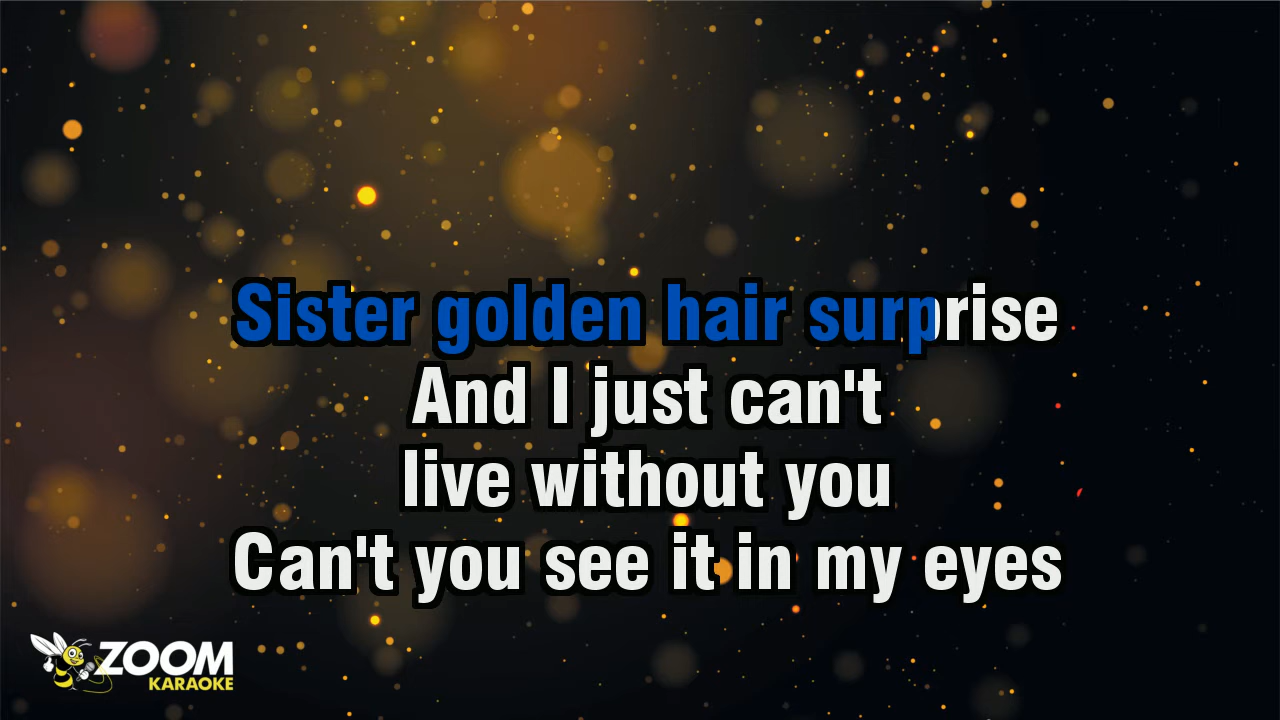 Sister golden hair surprise
And I just can't
live without you
Can't you see it in my eyes
ZOOM
KARAOKE